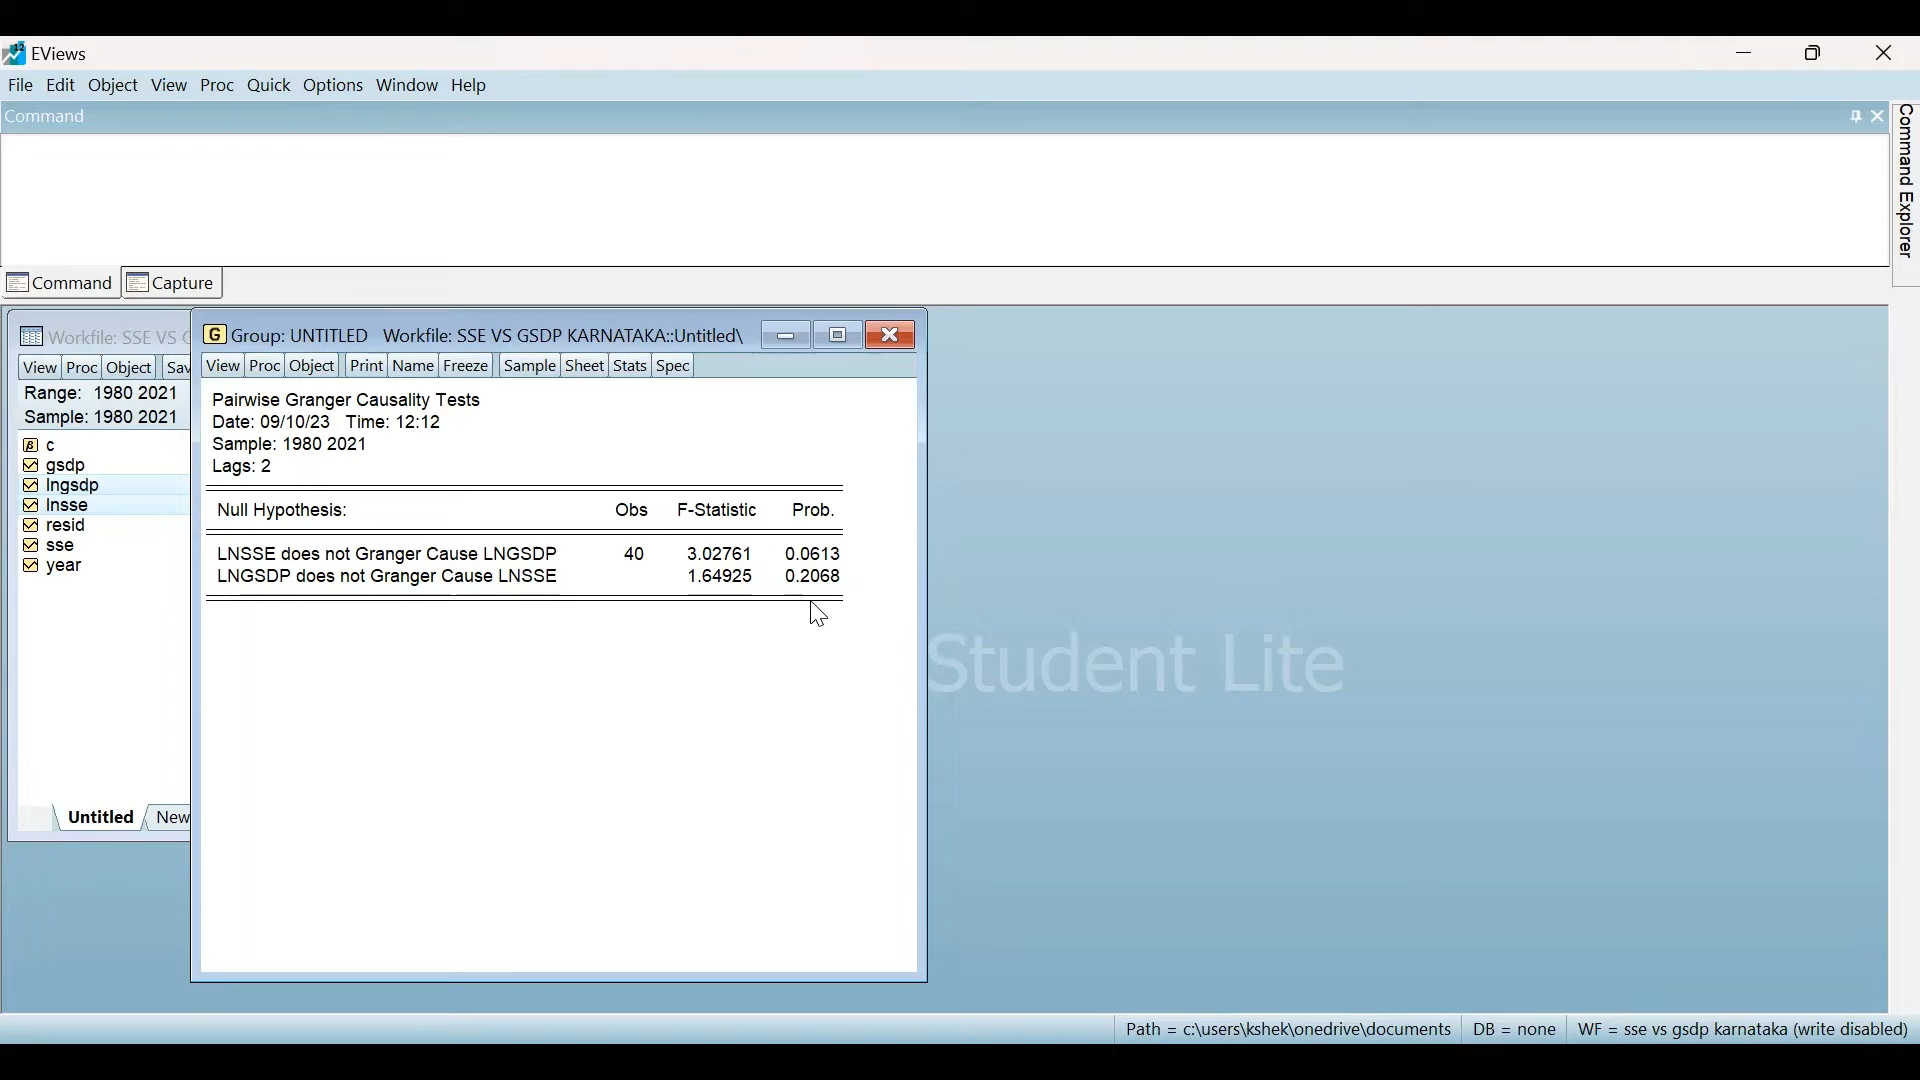 EViews
File Edit Object View Proc Quick Options Window Help
Command
Command Explorer
Command Capture
Workfile: SSE VS G
View Proc Object Sav
Range: 1980 2021
Sample: 1980 2021
c
gsdp
lngsdp
lnsse
resid
sse
year
Untitled New
G Group: UNTITLED Workfile: SSE VS GSDP KARNATAKA::Untitled\
View Proc Object Print Name Freeze Sample Sheet Stats Spec
Pairwise Granger Causality Tests
Date: 09/10/23 Time: 12:12
Sample: 1980 2021
Lags: 2
Null Hypothesis: Obs F-Statistic Prob.
LNSSE does not Granger Cause LNGSDP 40 3.02761 0.0613
LNGSDP does not Granger Cause LNSSE 1.64925 0.2068
Student Lite
Path = c:\users\kshek\onedrive\documents DB = none WF = sse vs gsdp karnataka (write disabled)